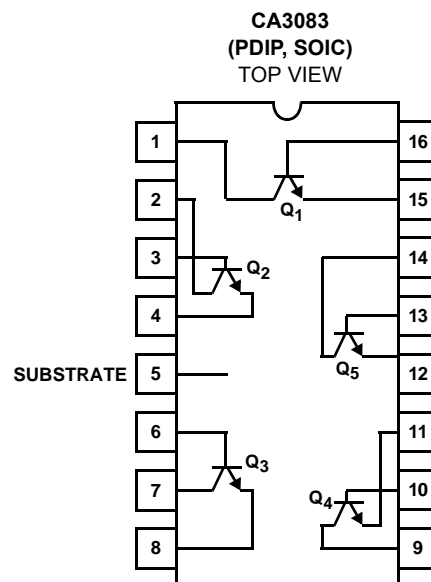 CA3083
(PDIP, SOIC)
TOP VIEW
1
16
Q1
2
15
3
Q2
14
4
13
Q5
SUBSTRATE 5
12
6
11
Q3
7
Q4
10
8
9